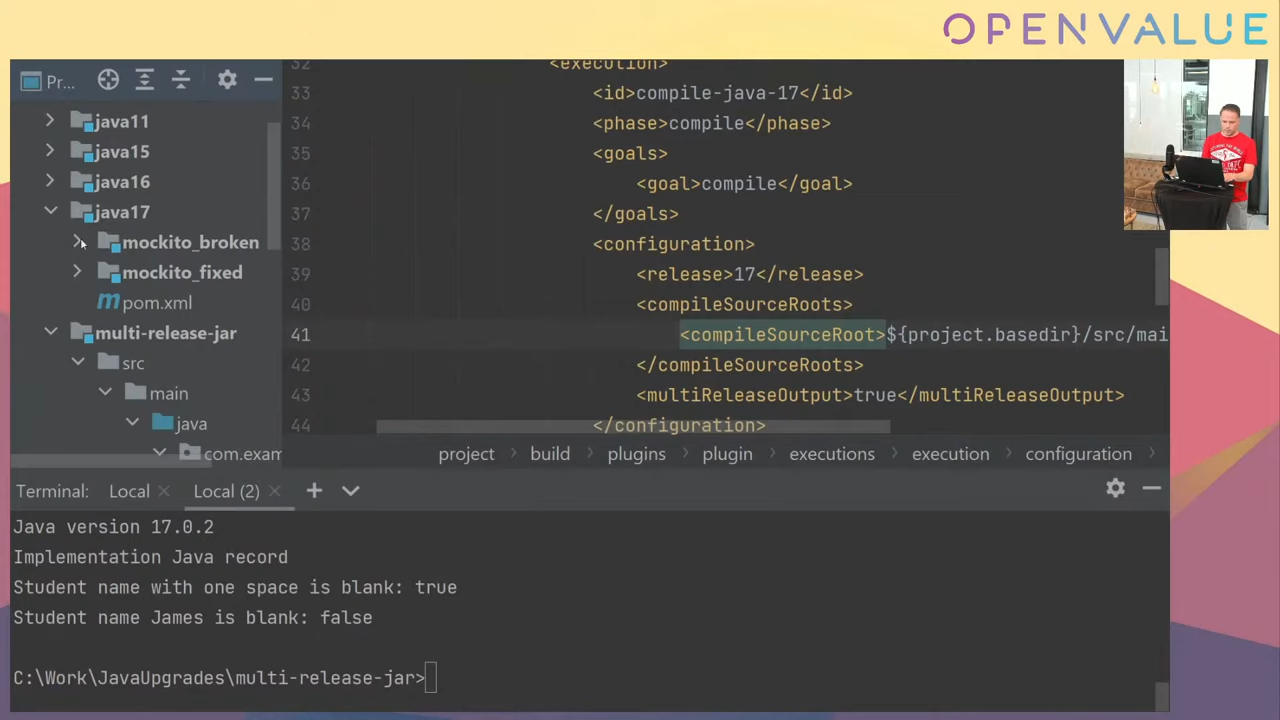 OPENVALUE
Pr...
java11
java15
java16
java17
mockito_broken
mockito_fixed
pom.xml
multi-release-jar
src
main
java
com.exam
32 <execution>
33 <id>compile-java-17</id>
34 <phase>compile</phase>
35 <goals>
36 <goal>compile</goal>
37 </goals>
38 <configuration>
39 <release>17</release>
40 <compileSourceRoots>
41 <compileSourceRoot>${project.basedir}/src/mai
42 </compileSourceRoots>
43 <multiReleaseOutput>true</multiReleaseOutput>
44 </configuration>
project > build > plugins > plugin > executions > execution > configuration >
Terminal: Local × Local (2) × +
Java version 17.0.2
Implementation Java record
Student name with one space is blank: true
Student name James is blank: false
C:\Work\JavaUpgrades\multi-release-jar>